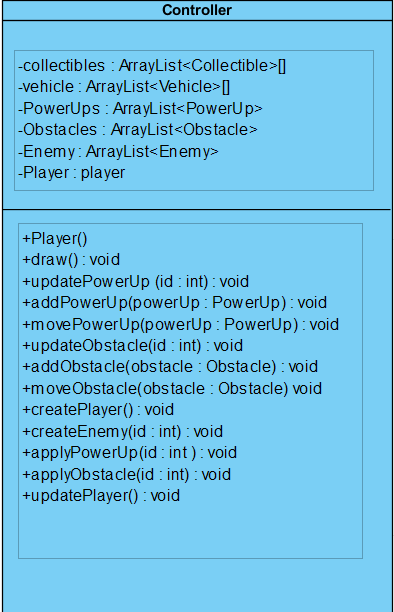 Controller
-collectibles : ArrayList<Collectible>[]
-vehicle : ArrayList<Vehicle>[]
-PowerUps : ArrayList<PowerUp>
-Obstacles : ArrayList<Obstacle>
-Enemy : ArrayList<Enemy>
-Player : player
+Player()
+draw() : void
+updatePowerUp (id : int) : void
+addPowerUp(powerUp : PowerUp) : void
+movePowerUp(powerUp : PowerUp) : void
+updateObstacle(id : int) : void
+addObstacle(obstacle : Obstacle) : void
+moveObstacle(obstacle : Obstacle) void
+createPlayer() : void
+createEnemy(id : int) : void
+applyPowerUp(id : int ) : void
+applyObstacle(id : int) : void
+updatePlayer() : void